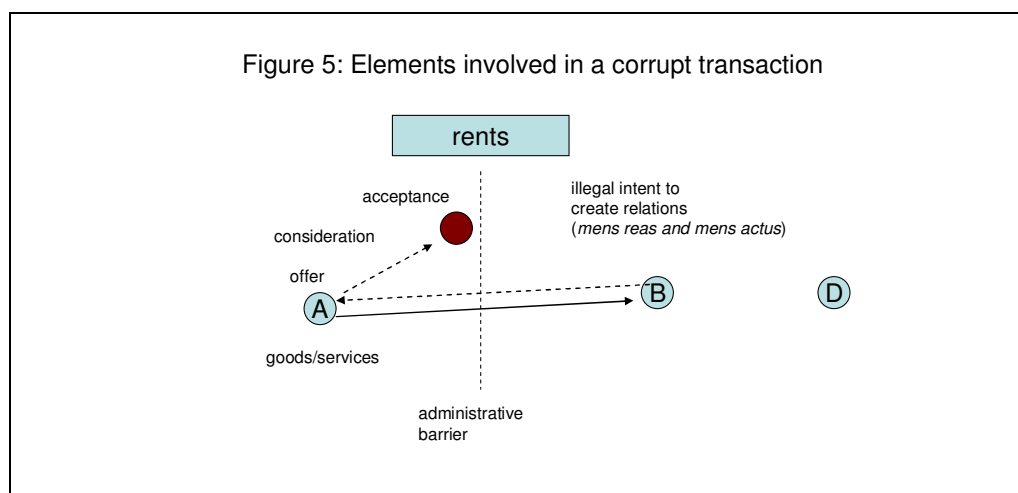 Figure 5: Elements involved in a corrupt transaction
rents
acceptance
illegal intent to
create relations
(mens reas and mens actus)
consideration
offer
A
B
D
goods/services
administrative
barrier